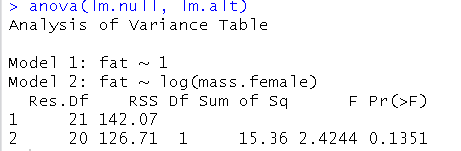 > anova(lm.null, lm.alt)
Analysis of Variance Table
Model 1: fat ~ 1
Model 2: fat ~ log(mass.female)
Res.Df RSS Df Sum of Sq F Pr(>F)
1 21 142.07
2 20 126.71 1 15.36 2.4244 0.1351